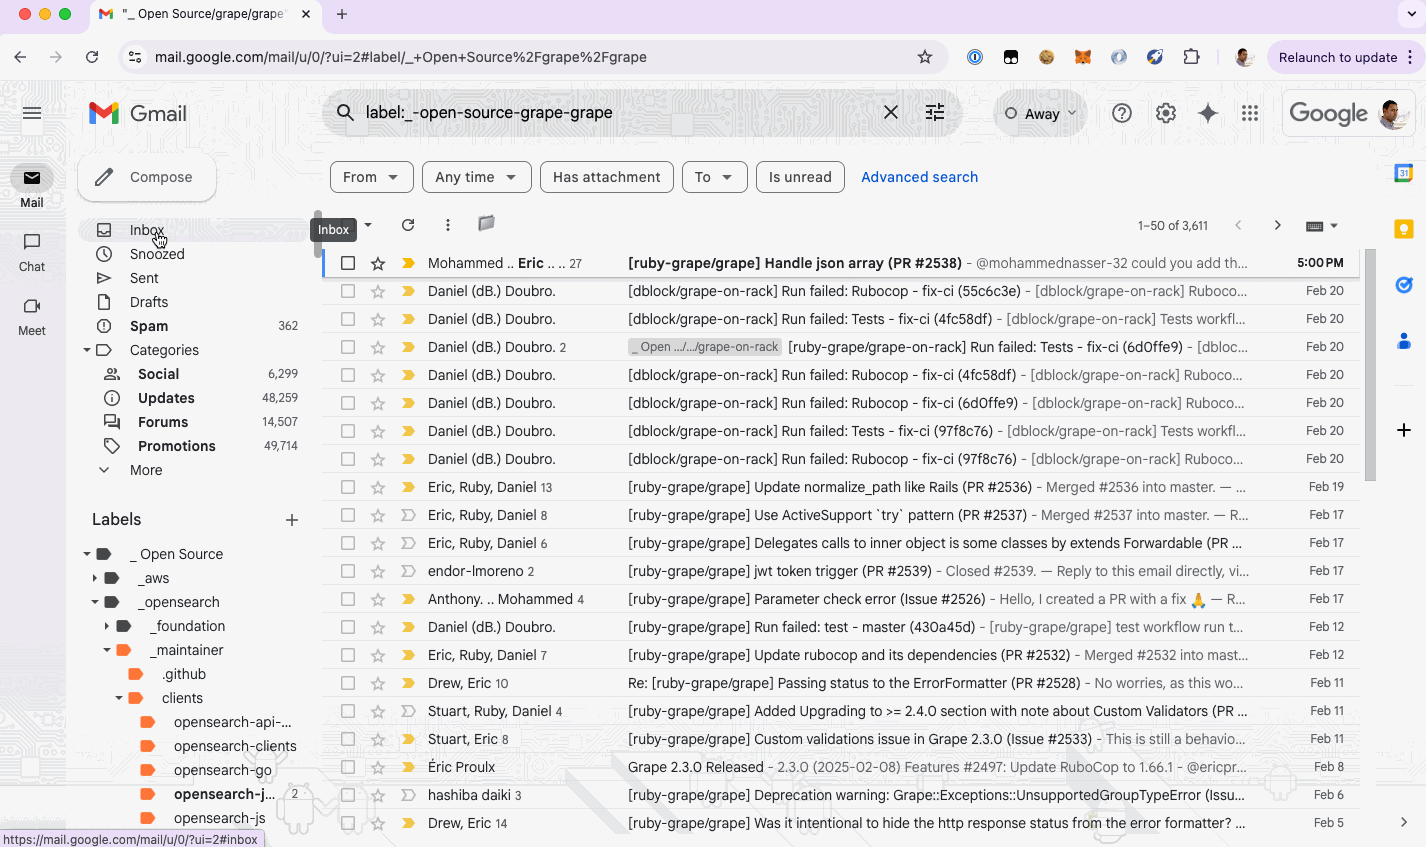 "_ Open Source/grape/grape"
mail.google.com/mail/u/0/?ui=2#label/_+Open+Source%2Fgrape%2Fgrape
Relaunch to update
Gmail
label:_-open-source-grape-grape
Away
Google
Mail
Chat
Meet
Compose
From
Any time
Has attachment
To
Is unread
Advanced search
Inbox
Inbox
1–50 of 3,611
Snoozed
Sent
Drafts
Spam 362
Categories
Social 6,299
Updates 48,259
Forums 14,507
Promotions 49,714
More
Labels
_ Open Source
_aws
_opensearch
_foundation
_maintainer
.github
clients
opensearch-api-...
opensearch-clients
opensearch-go
opensearch-j... 2
opensearch-js
Mohammed .. Eric .. .. 27 [ruby-grape/grape] Handle json array (PR #2538) - @mohammednasser-32 could you add th... 5:00 PM
Daniel (dB.) Doubro. [dblock/grape-on-rack] Run failed: Rubocop - fix-ci (55c6c3e) - [dblock/grape-on-rack] Ruboco... Feb 20
Daniel (dB.) Doubro. [dblock/grape-on-rack] Run failed: Tests - fix-ci (4fc58df) - [dblock/grape-on-rack] Tests workfl... Feb 20
Daniel (dB.) Doubro. 2 _ Open .../.../grape-on-rack [ruby-grape/grape-on-rack] Run failed: Tests - fix-ci (6d0ffe9) - [dbloc... Feb 20
Daniel (dB.) Doubro. [dblock/grape-on-rack] Run failed: Rubocop - fix-ci (4fc58df) - [dblock/grape-on-rack] Ruboco... Feb 20
Daniel (dB.) Doubro. [dblock/grape-on-rack] Run failed: Rubocop - fix-ci (6d0ffe9) - [dblock/grape-on-rack] Ruboco... Feb 20
Daniel (dB.) Doubro. [dblock/grape-on-rack] Run failed: Tests - fix-ci (97f8c76) - [dblock/grape-on-rack] Tests workfl... Feb 20
Daniel (dB.) Doubro. [dblock/grape-on-rack] Run failed: Rubocop - fix-ci (97f8c76) - [dblock/grape-on-rack] Ruboco... Feb 20
Eric, Ruby, Daniel 13 [ruby-grape/grape] Update normalize_path like Rails (PR #2536) - Merged #2536 into master. — ... Feb 19
Eric, Ruby, Daniel 8 [ruby-grape/grape] Use ActiveSupport `try` pattern (PR #2537) - Merged #2537 into master. — R... Feb 17
Eric, Ruby, Daniel 6 [ruby-grape/grape] Delegates calls to inner object is some classes by extends Forwardable (PR ... Feb 17
endor-lmoreno 2 [ruby-grape/grape] jwt token trigger (PR #2539) - Closed #2539. — Reply to this email directly, vi... Feb 17
Anthony. .. Mohammed 4 [ruby-grape/grape] Parameter check error (Issue #2526) - Hello, I created a PR with a fix 🙏 — R... Feb 17
Daniel (dB.) Doubro. [ruby-grape/grape] Run failed: test - master (430a45d) - [ruby-grape/grape] test workflow run t... Feb 12
Eric, Ruby, Daniel 7 [ruby-grape/grape] Update rubocop and its dependencies (PR #2532) - Merged #2532 into mast... Feb 12
Drew, Eric 10 Re: [ruby-grape/grape] Passing status to the ErrorFormatter (PR #2528) - No worries, as this wo... Feb 11
Stuart, Ruby, Daniel 4 [ruby-grape/grape] Added Upgrading to >= 2.4.0 section with note about Custom Validators (PR ... Feb 11
Stuart, Eric 8 [ruby-grape/grape] Custom validations issue in Grape 2.3.0 (Issue #2533) - This is still a behavio... Feb 11
Éric Proulx Grape 2.3.0 Released - 2.3.0 (2025-02-08) Features #2497: Update RuboCop to 1.66.1 - @ericpr... Feb 8
hashiba daiki 3 [ruby-grape/grape] Deprecation warning: Grape::Exceptions::UnsupportedGroupTypeError (Issu... Feb 6
Drew, Eric 14 [ruby-grape/grape] Was it intentional to hide the http response status from the error formatter? ... Feb 5
https://mail.google.com/mail/u/0/?ui=2#inbox
31